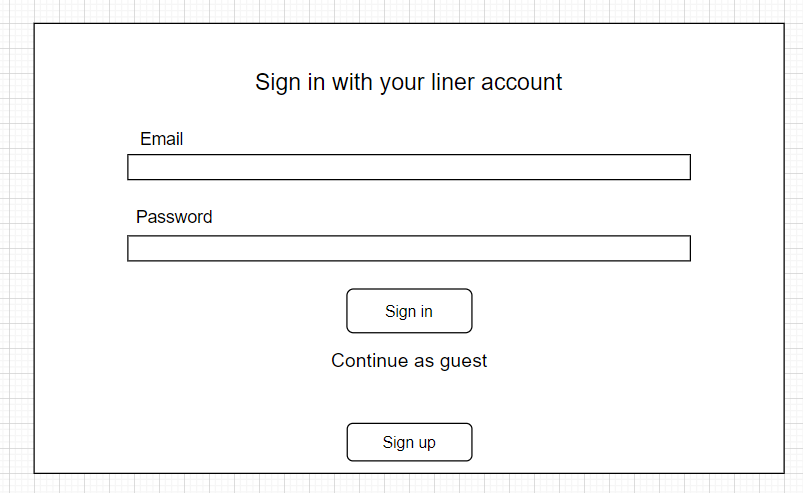 Sign in with your liner account
Email
Password
Sign in
Continue as guest
Sign up